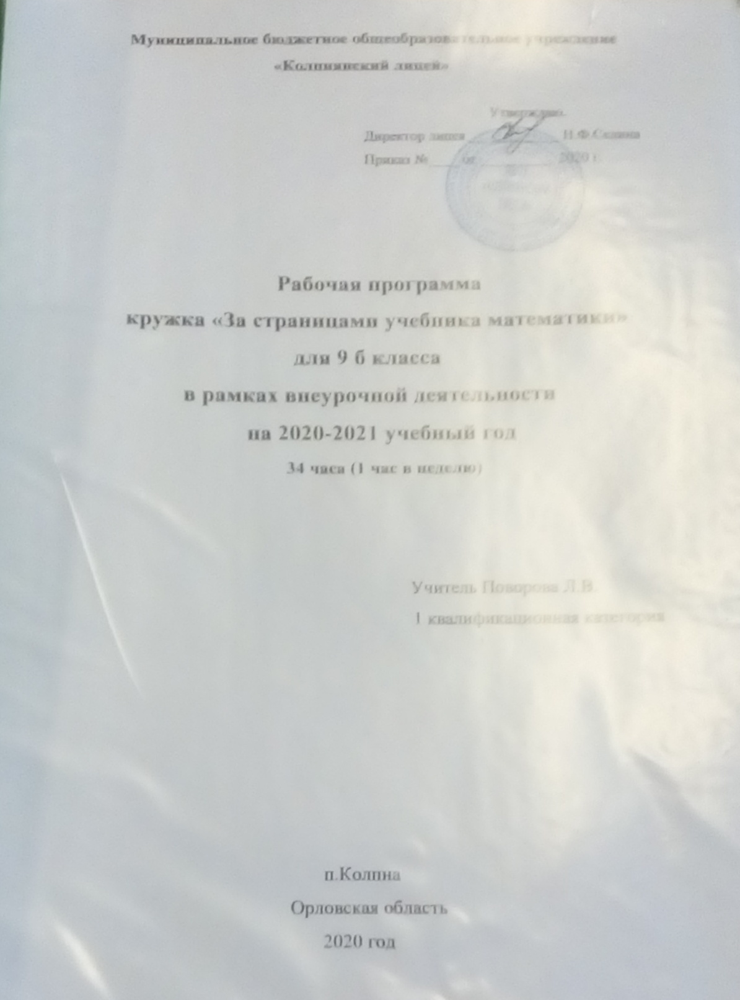 Муниципальное бюджетное общеобразовательное учреждение
«Колпнянский лицей»
Утверждаю.
Директор лицея
Приказ № ____ от __________ 2020 г.
Рабочая программа
кружка «За страницами учебника математики»
для 9 б класса
в рамках внеурочной деятельности
на 2020-2021 учебный год
34 часа (1 час в неделю)
Учитель Поворова Л.В.
1 квалификационная категория
п.Колпна
Орловская область
2020 год